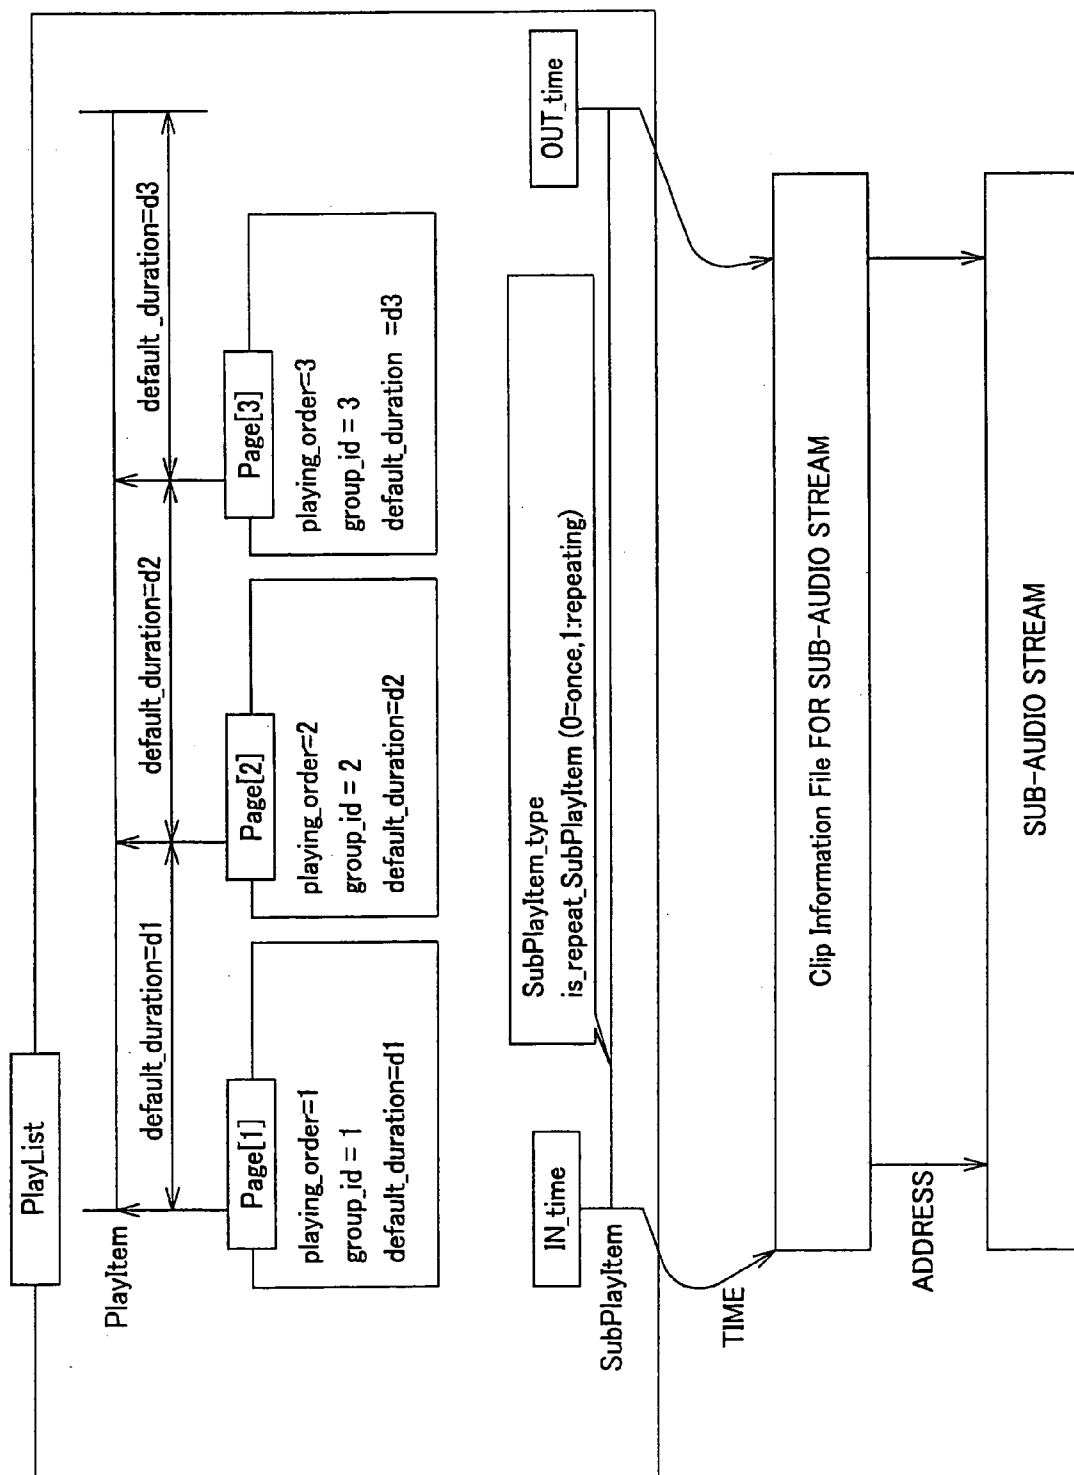 PlayList
PlayItem
default_duration=d1
default_duration=d2
default_duration=d3
Page[1]
playing_order=1
group_id = 1
default_duration=d1
Page[2]
playing_order=2
group_id = 2
default_duration=d2
Page[3]
playing_order=3
group_id = 3
default_duration =d3
IN_time
SubPlayItem_type
is_repeat_SubPlayItem (0=once,1:repeating)
OUT_time
SubPlayItem
TIME
Clip Information File FOR SUB-AUDIO STREAM
ADDRESS
SUB-AUDIO STREAM